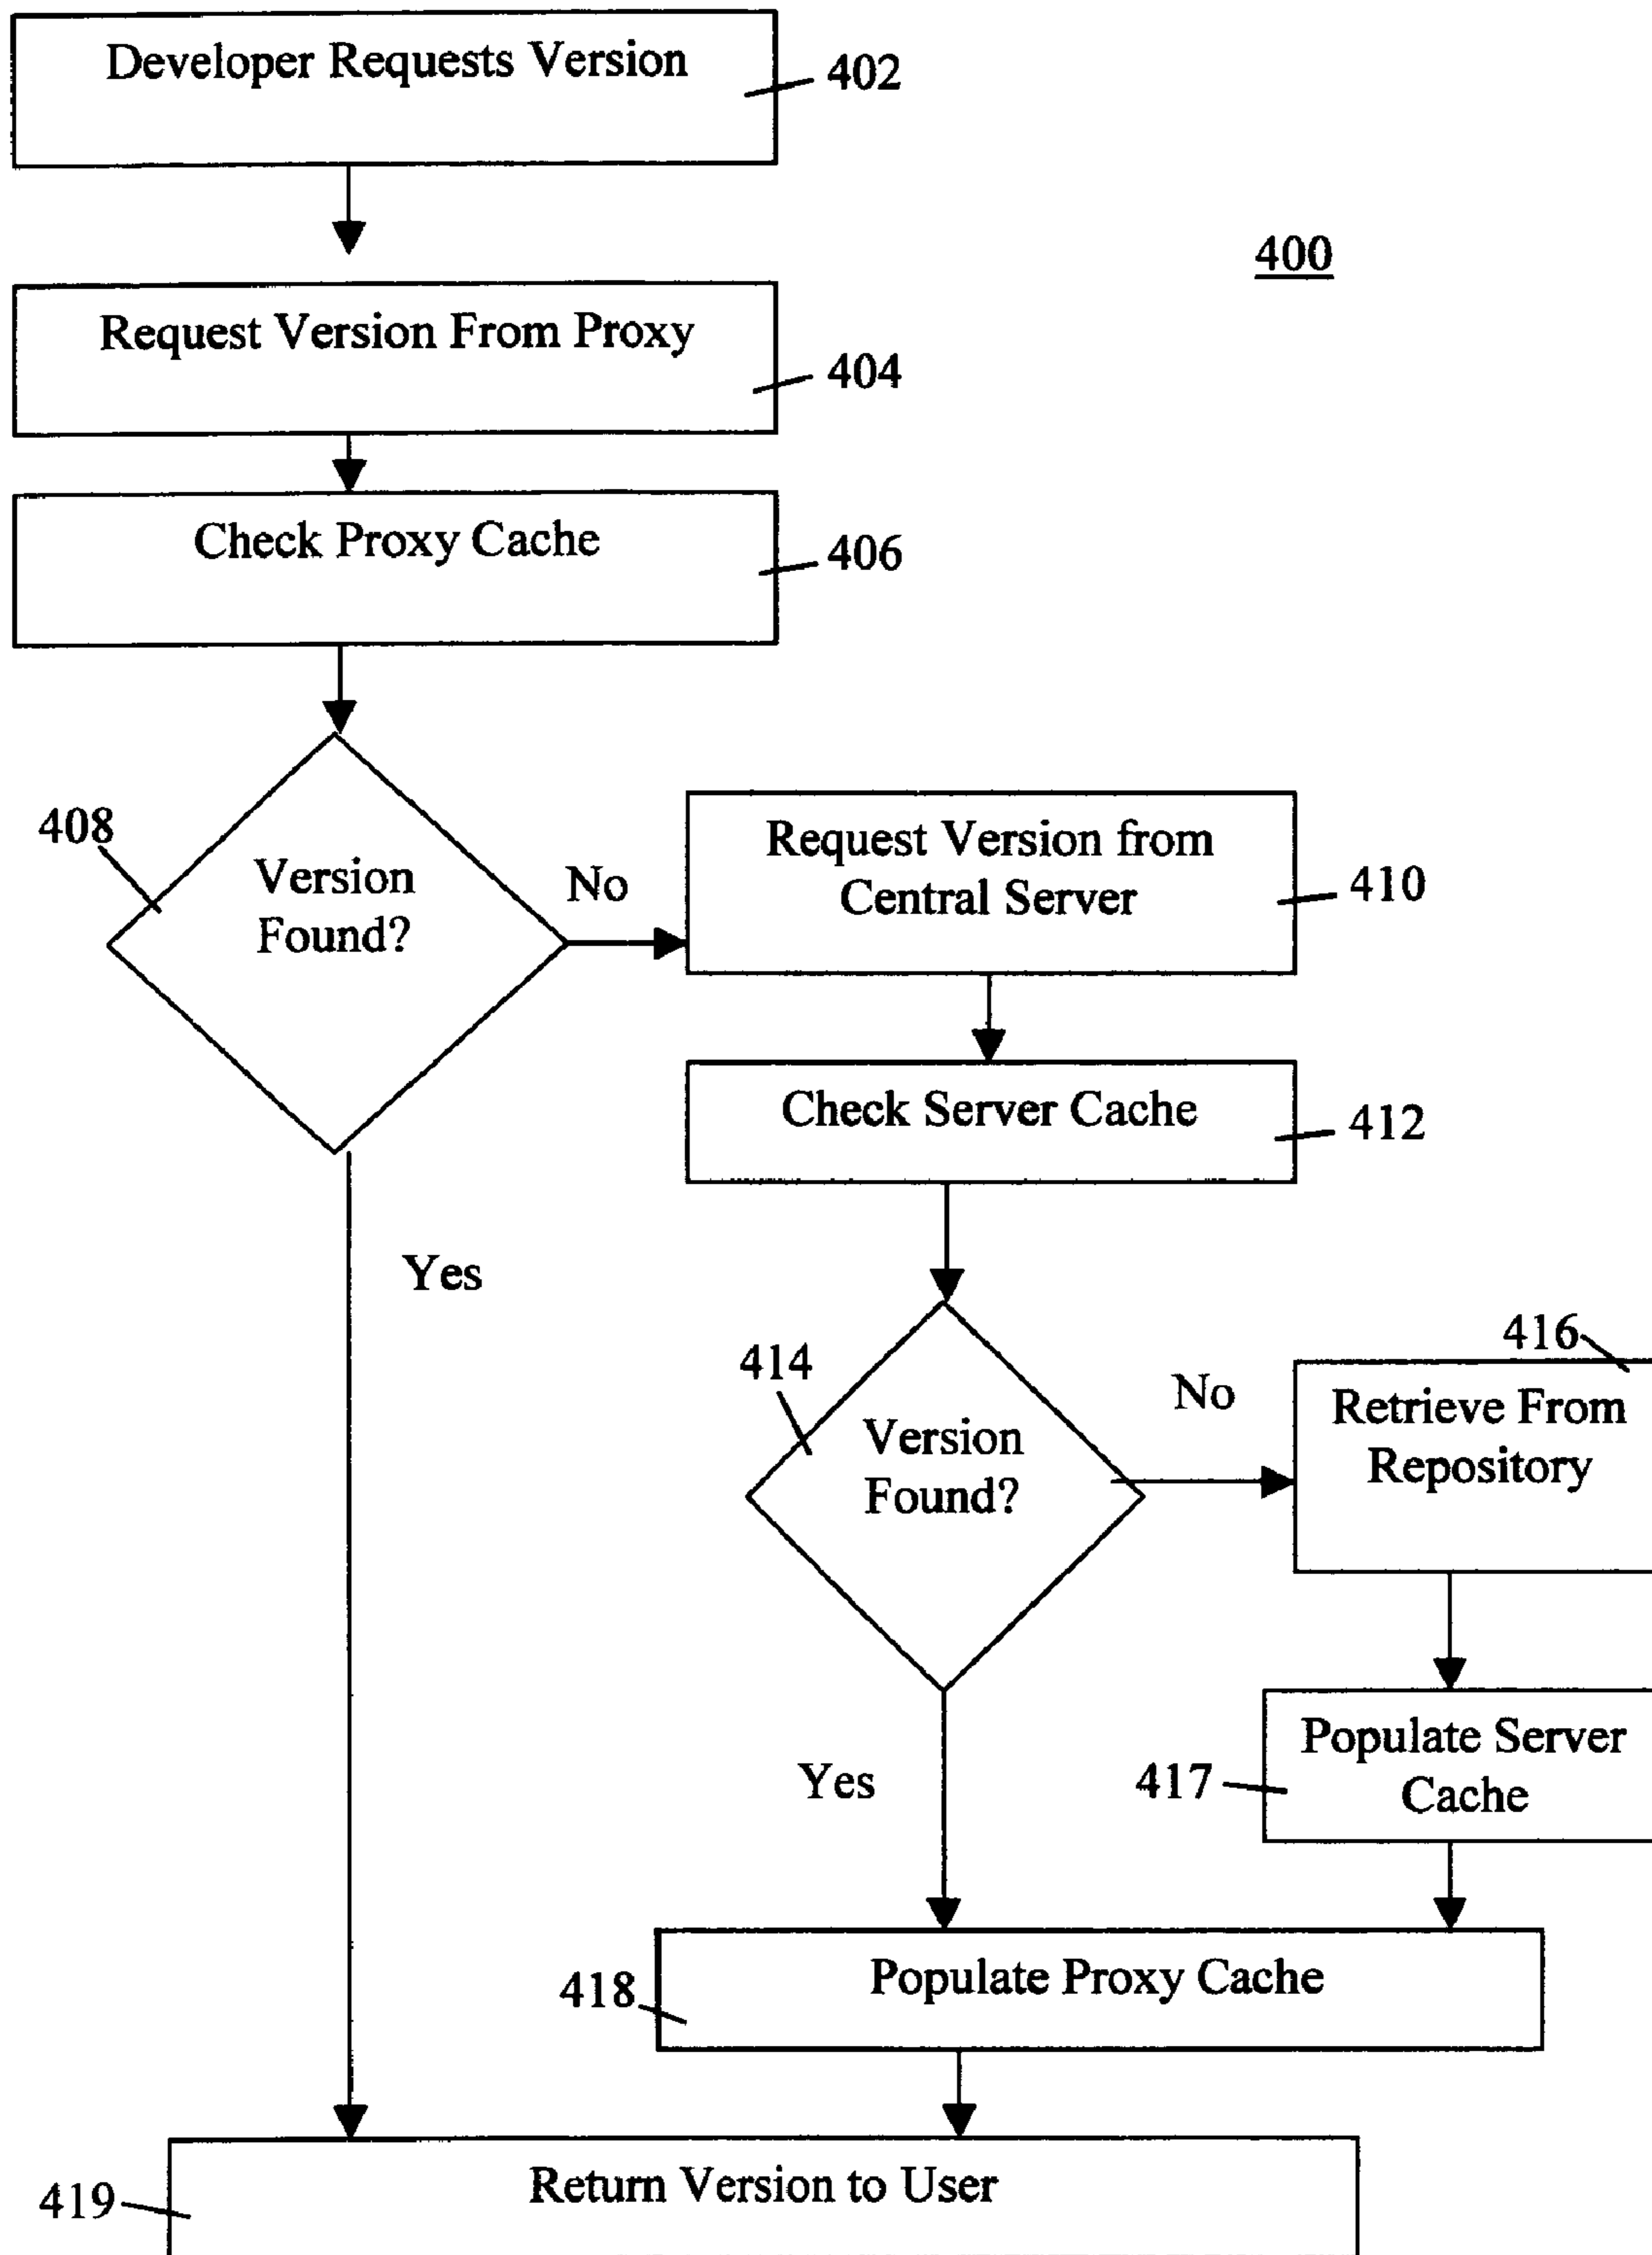 Developer Requests Version
402
400
Request Version From Proxy
404
Check Proxy Cache
406
408
Version
Found?
No
Request Version from
Central Server
410
Check Server Cache
412
Yes
414
Version
Found?
No
416
Retrieve From
Repository
Yes
417
Populate Server
Cache
418
Populate Proxy Cache
419
Return Version to User